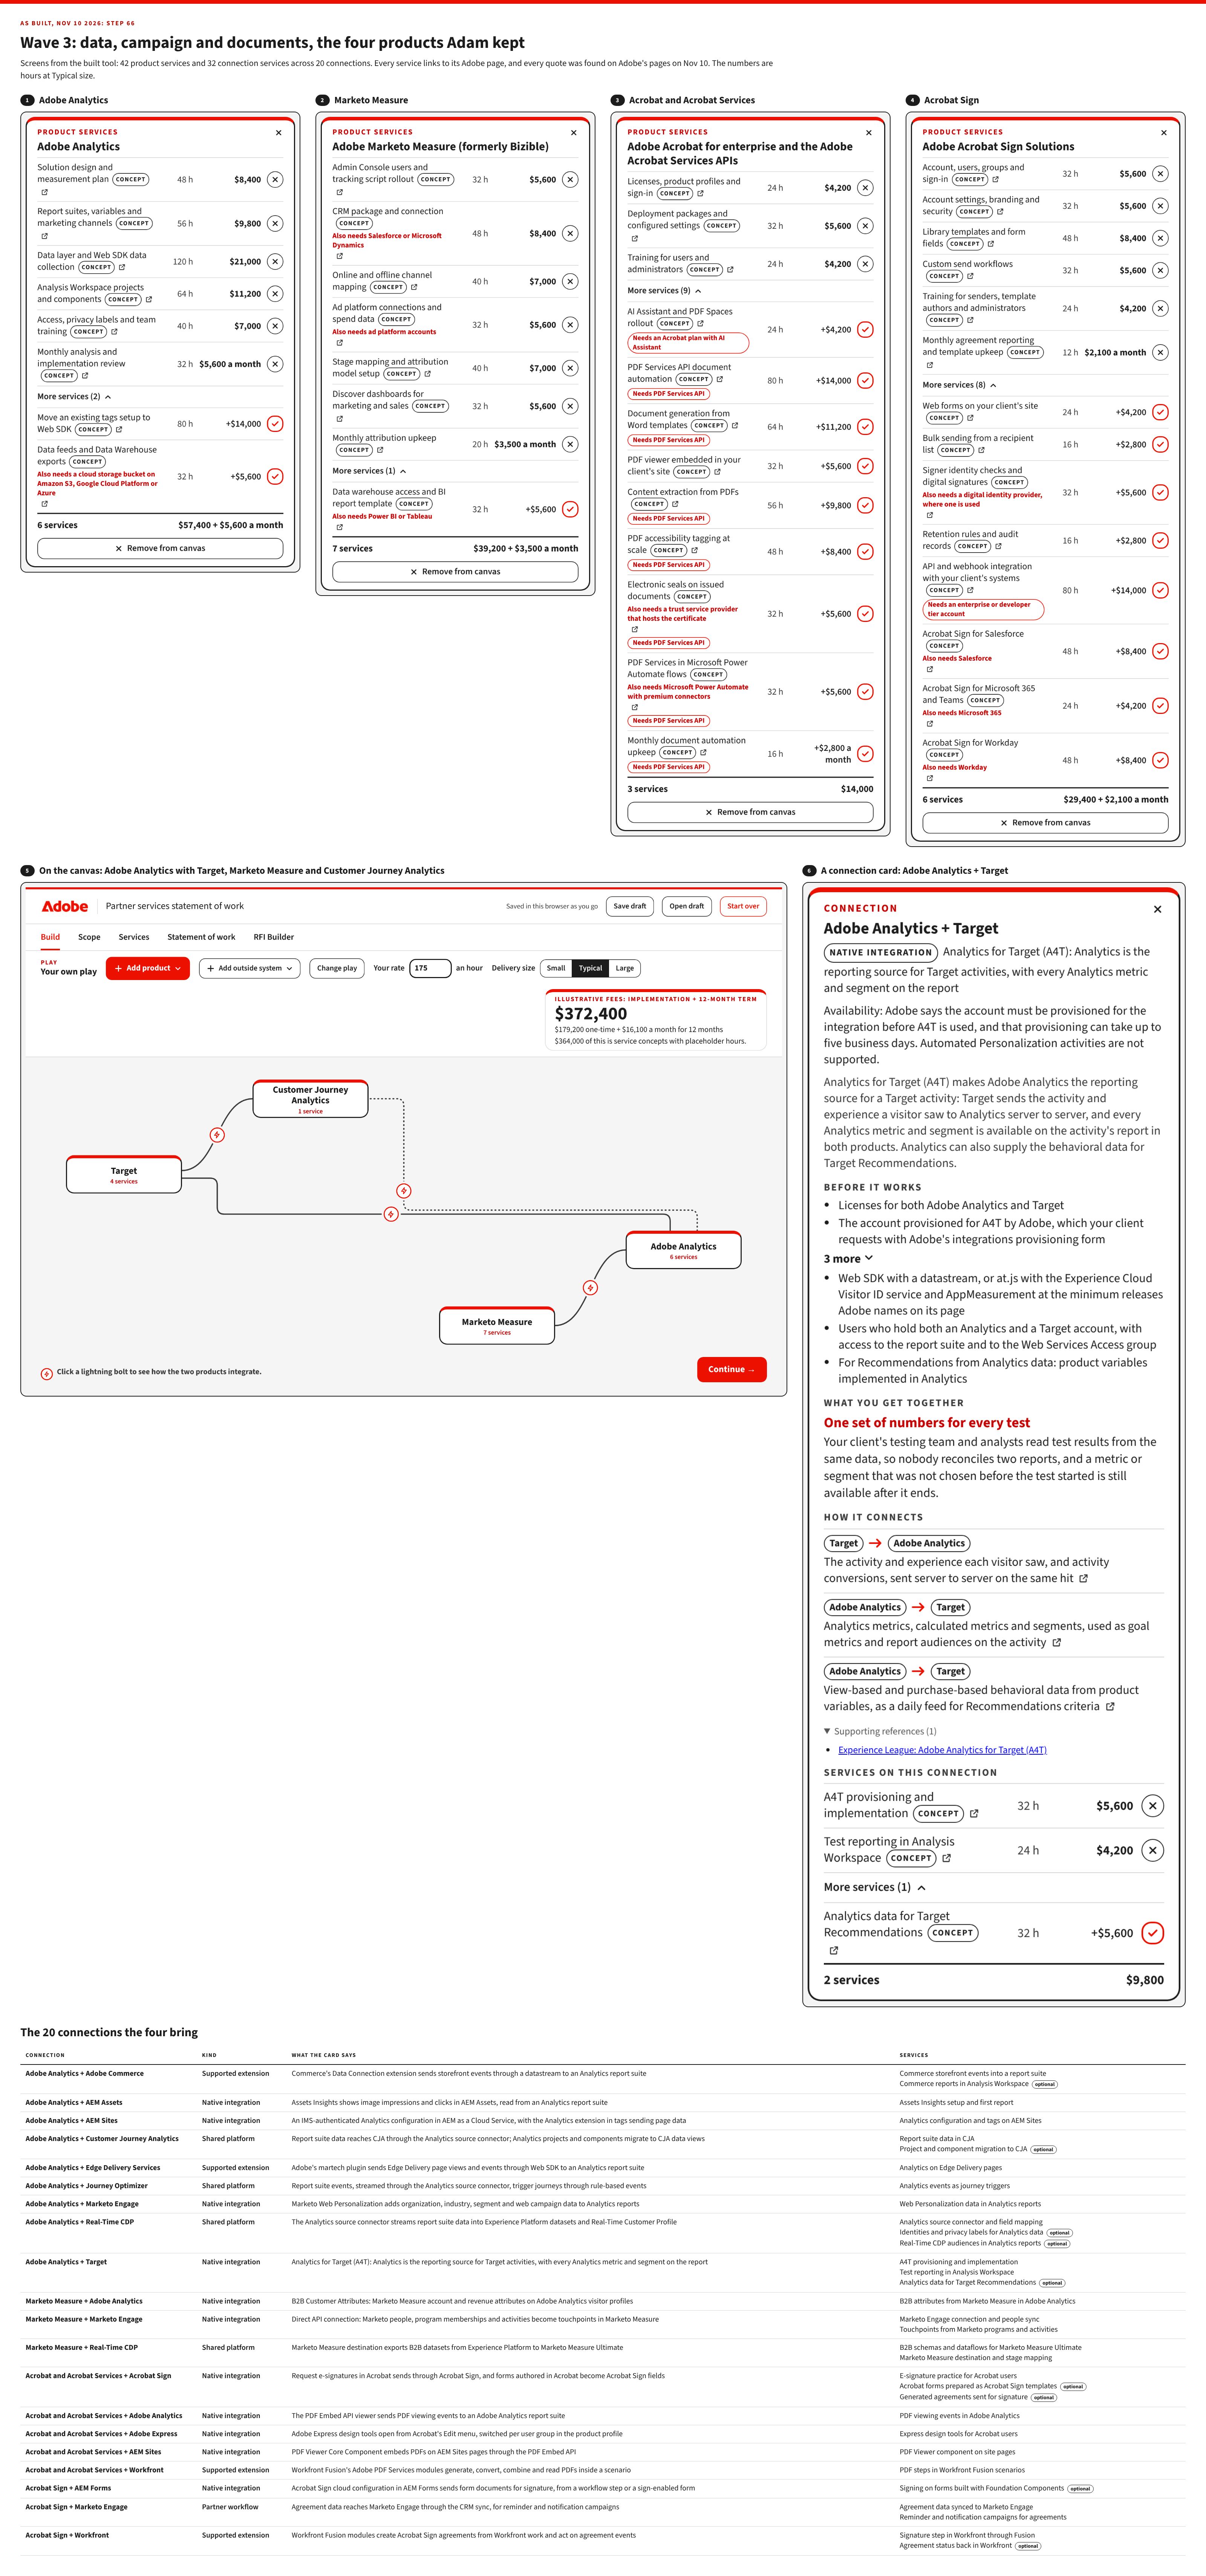 AS BUILT, NOV 10 2026: STEP 66
Wave 3: data, campaign and documents, the four products Adam kept
Screens from the built tool: 42 product services and 32 connection services across 20 connections. Every service links to its Adobe page, and every quote was found on Adobe's pages on Nov 10. The numbers are
hours at Typical size.
1 Adobe Analytics
PRODUCT SERVICES
Adobe Analytics
Solution design and
measurement plan CONCEPT
48 h $8,400
Report suites, variables and
marketing channels CONCEPT
56 h $9,800
Data layer and Web SDK data
collection CONCEPT
120 h $21,000
Analysis Workspace projects
and components CONCEPT
64 h $11,200
Access, privacy labels and team
training CONCEPT
40 h $7,000
Monthly analysis and
implementation review
CONCEPT
32 h $5,600 a month
More services (2)
Move an existing tags setup to
Web SDK CONCEPT
80 h +$14,000
Data feeds and Data Warehouse
exports CONCEPT
Also needs a cloud storage bucket on
Amazon S3, Google Cloud Platform or
Azure
32 h +$5,600
6 services $57,400 + $5,600 a month
Remove from canvas
2 Marketo Measure
PRODUCT SERVICES
Adobe Marketo Measure (formerly Bizible)
Admin Console users and
tracking script rollout CONCEPT
32 h $5,600
CRM package and connection
CONCEPT
Also needs Salesforce or Microsoft
Dynamics
48 h $8,400
Online and offline channel
mapping CONCEPT
40 h $7,000
Ad platform connections and
spend data CONCEPT
Also needs ad platform accounts
32 h $5,600
Stage mapping and attribution
model setup CONCEPT
40 h $7,000
Discover dashboards for
marketing and sales CONCEPT
32 h $5,600
Monthly attribution upkeep
CONCEPT
20 h $3,500 a month
More services (1)
Data warehouse access and BI
report template CONCEPT
Also needs Power BI or Tableau
32 h +$5,600
7 services $39,200 + $3,500 a month
Remove from canvas
3 Acrobat and Acrobat Services
PRODUCT SERVICES
Adobe Acrobat for enterprise and the Adobe
Acrobat Services APIs
Licenses, product profiles and
sign-in CONCEPT
24 h $4,200
Deployment packages and
configured settings CONCEPT
32 h $5,600
Training for users and
administrators CONCEPT
24 h $4,200
More services (9)
AI Assistant and PDF Spaces
rollout CONCEPT
Needs an Acrobat plan with AI
Assistant
24 h +$4,200
PDF Services API document
automation CONCEPT
Needs PDF Services API
80 h +$14,000
Document generation from
Word templates CONCEPT
Needs PDF Services API
64 h +$11,200
PDF viewer embedded in your
client's site CONCEPT
32 h +$5,600
Content extraction from PDFs
CONCEPT
Needs PDF Services API
56 h +$9,800
PDF accessibility tagging at
scale CONCEPT
Needs PDF Services API
48 h +$8,400
Electronic seals on issued
documents CONCEPT
Also needs a trust service provider
that hosts the certificate
Needs PDF Services API
32 h +$5,600
PDF Services in Microsoft Power
Automate flows CONCEPT
Also needs Microsoft Power Automate
with premium connectors
Needs PDF Services API
32 h +$5,600
Monthly document automation
upkeep CONCEPT
Needs PDF Services API
16 h +$2,800 a
month
3 services $14,000
Remove from canvas
4 Acrobat Sign
PRODUCT SERVICES
Adobe Acrobat Sign Solutions
Account, users, groups and
sign-in CONCEPT
32 h $5,600
Account settings, branding and
security CONCEPT
32 h $5,600
Library templates and form
fields CONCEPT
48 h $8,400
Custom send workflows
CONCEPT
32 h $5,600
Training for senders, template
authors and administrators
CONCEPT
24 h $4,200
Monthly agreement reporting
and template upkeep CONCEPT
12 h $2,100 a month
More services (8)
Web forms on your client's site
CONCEPT
24 h +$4,200
Bulk sending from a recipient
list CONCEPT
16 h +$2,800
Signer identity checks and
digital signatures CONCEPT
Also needs a digital identity provider,
where one is used
32 h +$5,600
Retention rules and audit
records CONCEPT
16 h +$2,800
API and webhook integration
with your client's systems
CONCEPT
Needs an enterprise or developer
tier account
80 h +$14,000
Acrobat Sign for Salesforce
CONCEPT
Also needs Salesforce
48 h +$8,400
Acrobat Sign for Microsoft 365
and Teams CONCEPT
Also needs Microsoft 365
24 h +$4,200
Acrobat Sign for Workday
CONCEPT
Also needs Workday
48 h +$8,400
6 services $29,400 + $2,100 a month
Remove from canvas
5 On the canvas: Adobe Analytics with Target, Marketo Measure and Customer Journey Analytics
Adobe Partner services statement of work
Saved in this browser as you go Save draft Open draft Start over
Build Scope Services Statement of work RFI Builder
PLAY
Your own play
Add product Add outside system Change play Your rate 175 an hour Delivery size Small Typical Large
ILLUSTRATIVE FEES: IMPLEMENTATION + 12-MONTH TERM
$372,400
$179,200 one-time + $16,100 a month for 12 months
$364,000 of this is service concepts with placeholder hours.
Customer Journey
Analytics
1 service
Target
4 services
Adobe Analytics
6 services
Marketo Measure
7 services
Click a lightning bolt to see how the two products integrate.
Continue →
6 A connection card: Adobe Analytics + Target
CONNECTION
Adobe Analytics + Target
NATIVE INTEGRATION Analytics for Target (A4T): Analytics is the
reporting source for Target activities, with every Analytics metric
and segment on the report
Availability: Adobe says the account must be provisioned for the
integration before A4T is used, and that provisioning can take up to
five business days. Automated Personalization activities are not
supported.
Analytics for Target (A4T) makes Adobe Analytics the reporting
source for a Target activity: Target sends the activity and
experience a visitor saw to Analytics server to server, and every
Analytics metric and segment is available on the activity's report in
both products. Analytics can also supply the behavioral data for
Target Recommendations.
BEFORE IT WORKS
• Licenses for both Adobe Analytics and Target
• The account provisioned for A4T by Adobe, which your client
requests with Adobe's integrations provisioning form
3 more
• Web SDK with a datastream, or at.js with the Experience Cloud
Visitor ID service and AppMeasurement at the minimum releases
Adobe names on its page
• Users who hold both an Analytics and a Target account, with
access to the report suite and to the Web Services Access group
• For Recommendations from Analytics data: product variables
implemented in Analytics
WHAT YOU GET TOGETHER
One set of numbers for every test
Your client's testing team and analysts read test results from the
same data, so nobody reconciles two reports, and a metric or
segment that was not chosen before the test started is still
available after it ends.
HOW IT CONNECTS
Target → Adobe Analytics
The activity and experience each visitor saw, and activity
conversions, sent server to server on the same hit
Adobe Analytics → Target
Analytics metrics, calculated metrics and segments, used as goal
metrics and report audiences on the activity
Adobe Analytics → Target
View-based and purchase-based behavioral data from product
variables, as a daily feed for Recommendations criteria
▼ Supporting references (1)
• Experience League: Adobe Analytics for Target (A4T)
SERVICES ON THIS CONNECTION
A4T provisioning and
implementation CONCEPT
32 h $5,600
Test reporting in Analysis
Workspace CONCEPT
24 h $4,200
More services (1)
Analytics data for Target
Recommendations CONCEPT
32 h +$5,600
2 services $9,800
The 20 connections the four bring
CONNECTION KIND WHAT THE CARD SAYS SERVICES
Adobe Analytics + Adobe Commerce Supported extension Commerce's Data Connection extension sends storefront events through a datastream to an Analytics report suite Commerce storefront events into a report suite
Commerce reports in Analysis Workspace optional
Adobe Analytics + AEM Assets Native integration Assets Insights shows image impressions and clicks in AEM Assets, read from an Analytics report suite Assets Insights setup and first report
Adobe Analytics + AEM Sites Native integration An IMS-authenticated Analytics configuration in AEM as a Cloud Service, with the Analytics extension in tags sending page data Analytics configuration and tags on AEM Sites
Adobe Analytics + Customer Journey Analytics Shared platform Report suite data reaches CJA through the Analytics source connector; Analytics projects and components migrate to CJA data views Report suite data in CJA
Project and component migration to CJA optional
Adobe Analytics + Edge Delivery Services Supported extension Adobe's martech plugin sends Edge Delivery page views and events through Web SDK to an Analytics report suite Analytics on Edge Delivery pages
Adobe Analytics + Journey Optimizer Shared platform Report suite events, streamed through the Analytics source connector, trigger journeys through rule-based events Analytics events as journey triggers
Adobe Analytics + Marketo Engage Native integration Marketo Web Personalization adds organization, industry, segment and web campaign data to Analytics reports Web Personalization data in Analytics reports
Adobe Analytics + Real-Time CDP Shared platform The Analytics source connector streams report suite data into Experience Platform datasets and Real-Time Customer Profile Analytics source connector and field mapping
Identities and privacy labels for Analytics data optional
Real-Time CDP audiences in Analytics reports optional
Adobe Analytics + Target Native integration Analytics for Target (A4T): Analytics is the reporting source for Target activities, with every Analytics metric and segment on the report A4T provisioning and implementation
Test reporting in Analysis Workspace
Analytics data for Target Recommendations optional
Marketo Measure + Adobe Analytics Native integration B2B Customer Attributes: Marketo Measure account and revenue attributes on Adobe Analytics visitor profiles B2B attributes from Marketo Measure in Adobe Analytics
Marketo Measure + Marketo Engage Native integration Direct API connection: Marketo people, program memberships and activities become touchpoints in Marketo Measure Marketo Engage connection and people sync
Touchpoints from Marketo programs and activities
Marketo Measure + Real-Time CDP Shared platform Marketo Measure destination exports B2B datasets from Experience Platform to Marketo Measure Ultimate B2B schemas and dataflows for Marketo Measure Ultimate
Marketo Measure destination and stage mapping
Acrobat and Acrobat Services + Acrobat Sign Native integration Request e-signatures in Acrobat sends through Acrobat Sign, and forms authored in Acrobat become Acrobat Sign fields E-signature practice for Acrobat users
Acrobat forms prepared as Acrobat Sign templates optional
Generated agreements sent for signature optional
Acrobat and Acrobat Services + Adobe Analytics Native integration The PDF Embed API viewer sends PDF viewing events to an Adobe Analytics report suite PDF viewing events in Analytics
Acrobat and Acrobat Services + Adobe Express Native integration Adobe Express design tools open from Acrobat's Edit menu, switched per user group in the product profile Express design tools for Acrobat users
Acrobat and Acrobat Services + AEM Sites Native integration PDF Viewer Core Component embeds PDFs on AEM Sites pages through the PDF Embed API PDF Viewer component on site pages
Acrobat and Acrobat Services + Workfront Supported extension Workfront Fusion's Adobe PDF Services modules generate, convert, combine and read PDFs inside a scenario PDF steps in Workfront Fusion scenarios
Acrobat Sign + AEM Forms Native integration Acrobat Sign cloud configuration in AEM Forms sends form documents for signature, from a workflow step or a sign-enabled form Signing on forms built with Foundation Components optional
Acrobat Sign + Marketo Engage Partner workflow Agreement data reaches Marketo Engage through the CRM sync, for reminder and notification campaigns Agreement data synced to Marketo Engage
Reminder and notification campaigns for agreements
Acrobat Sign + Workfront Supported extension Workfront Fusion modules create Acrobat Sign agreements from Workfront work and act on agreement events Signature step in Workfront through Fusion
Agreement status back in Workfront optional